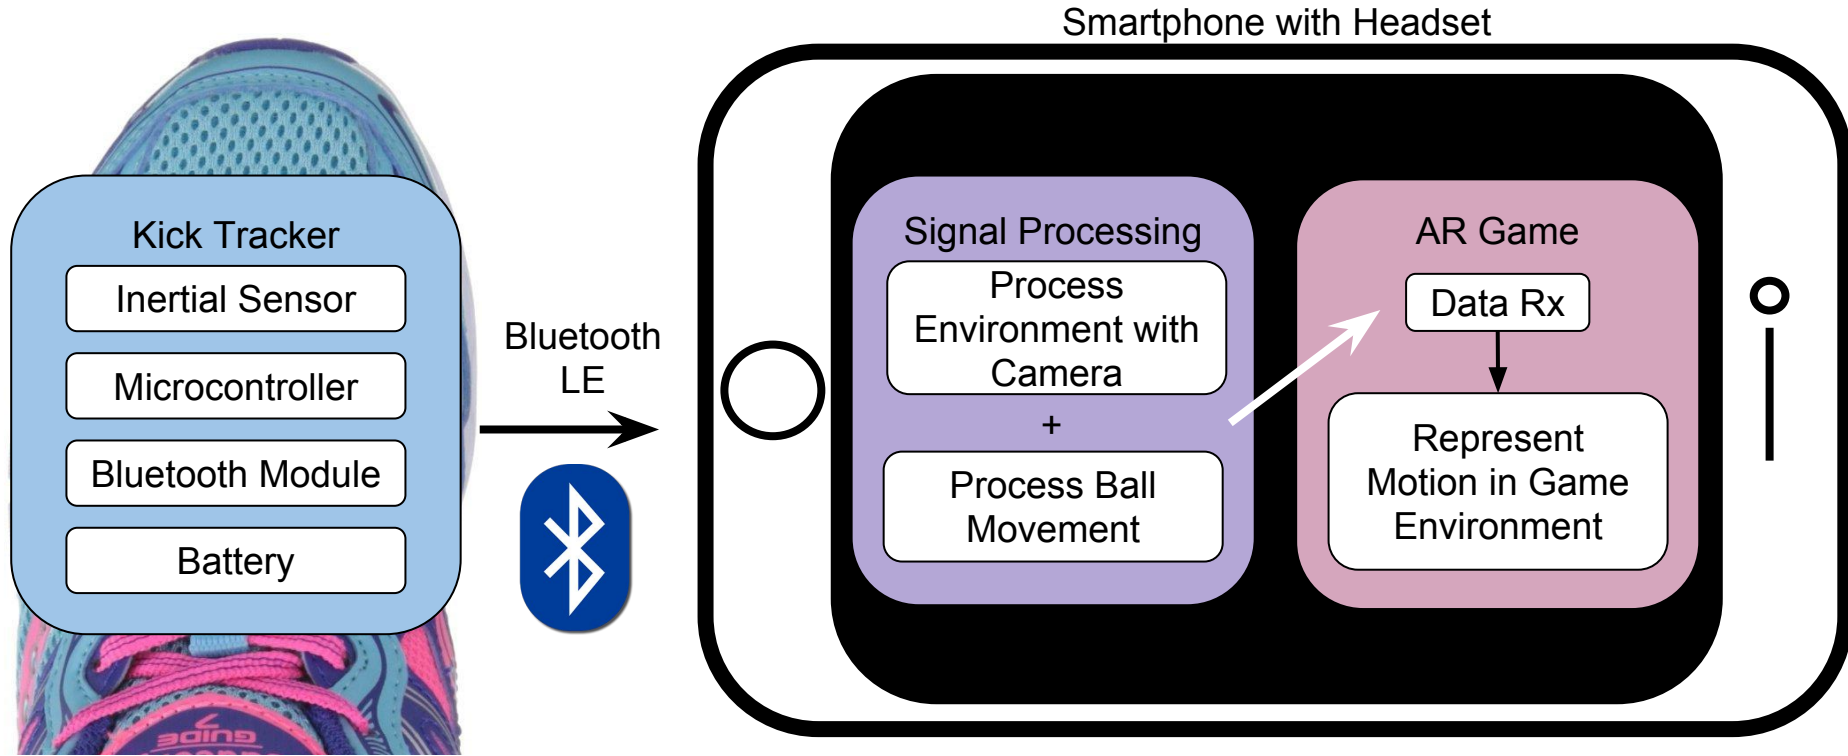 Smartphone with Headset
Kick Tracker
Inertial Sensor
Microcontroller
Bluetooth Module
Battery
Bluetooth
LE
Signal Processing
Process
Environment with
Camera
+
Process Ball
Movement
AR Game
Data Rx
Represent
Motion in Game
Environment
GUIDE